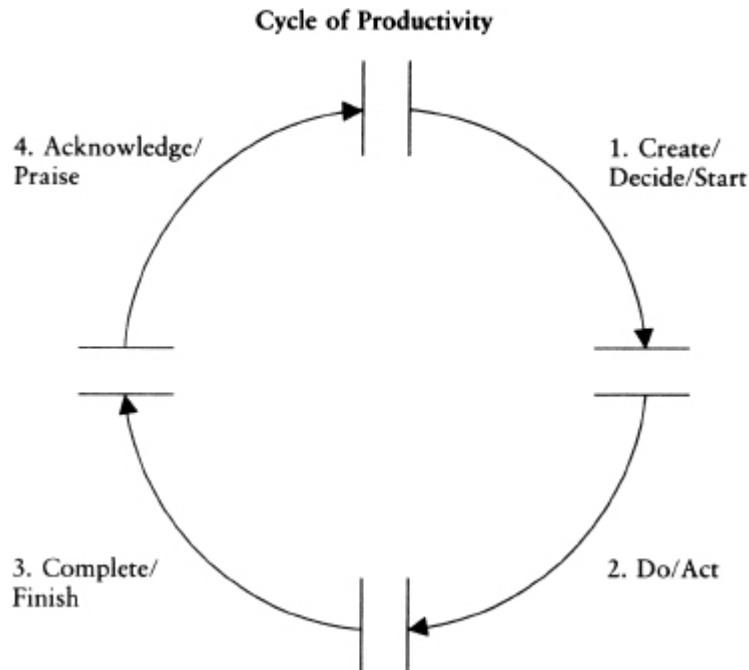 Cycle of Productivity
1. Create/
Decide/Start
2. Do/Act
3. Complete/
Finish
4. Acknowledge/
Praise